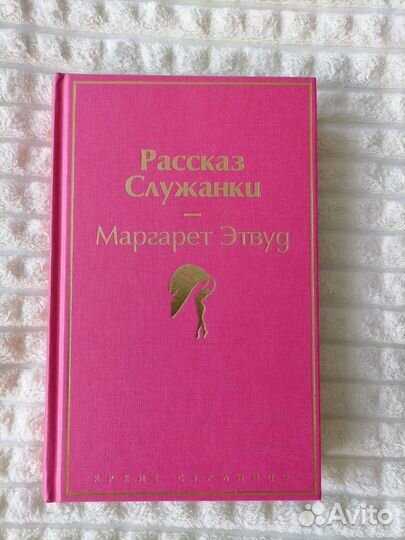 Рассказ
Служанки
—
Маргарет Этвуд
ЯРКИЕ СТРАНИЦЫ
Avito